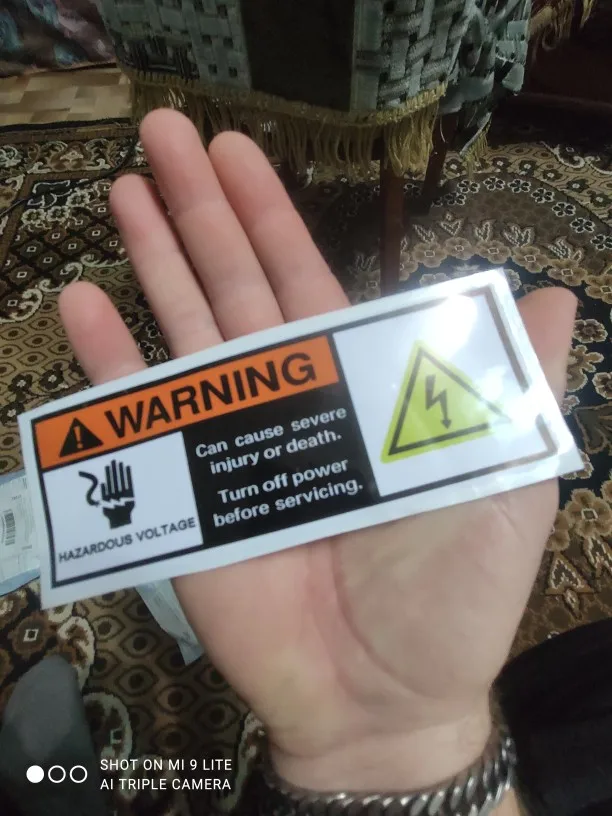 WARNING
Can cause severe
injury or death.
Turn off power
before servicing.
HAZARDOUS VOLTAGE
SHOT ON MI 9 LITE
AI TRIPLE CAMERA